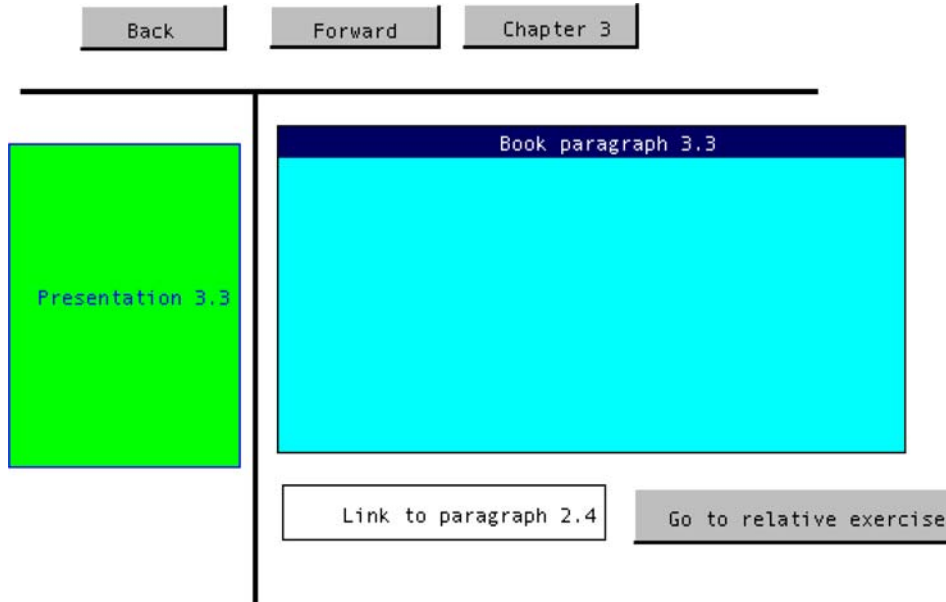 Back
Forward
Chapter 3
Book paragraph 3.3
Presentation 3.3
Link to paragraph 2.4
Go to relative exercise